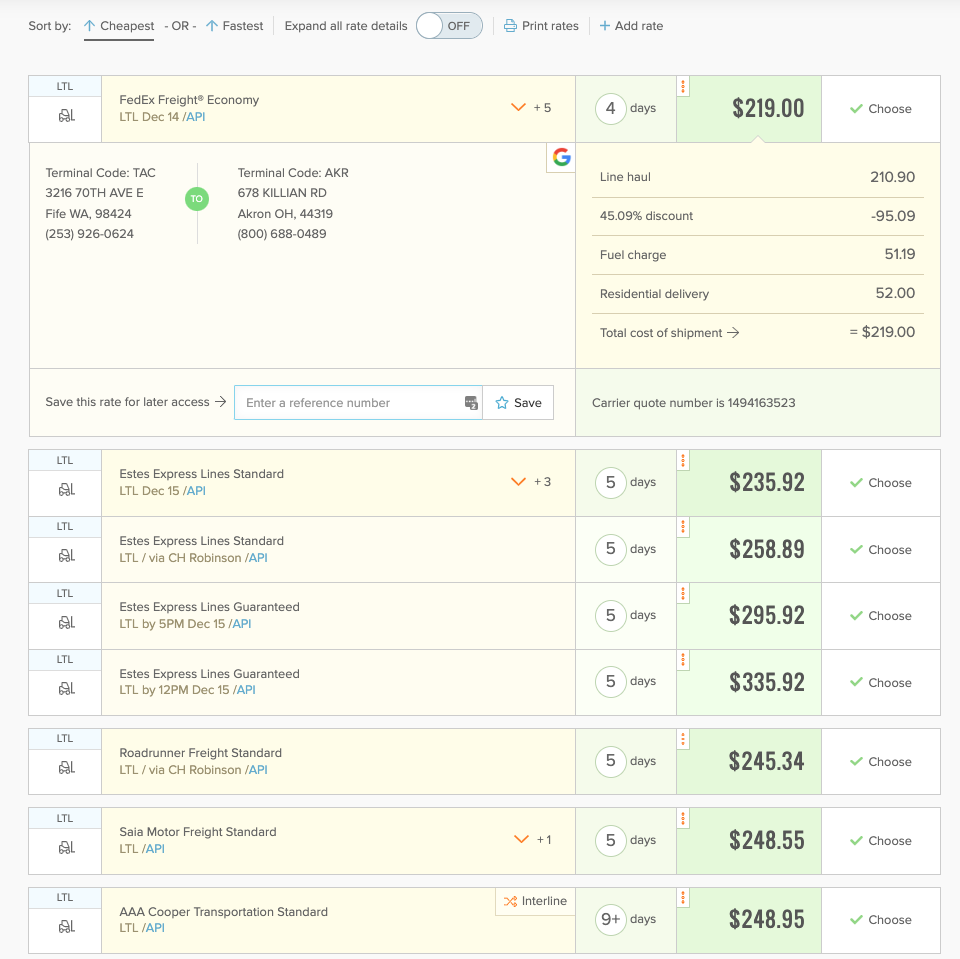 Sort by: Cheapest - OR - Fastest Expand all rate details OFF Print rates + Add rate
LTL
FedEx Freight® Economy
LTL Dec 14 /API
+ 5
4 days
$219.00
Choose
Terminal Code: TAC
3216 70TH AVE E
Fife WA, 98424
(253) 926-0624
TO
Terminal Code: AKR
678 KILLIAN RD
Akron OH, 44319
(800) 688-0489
G
Line haul 210.90
45.09% discount -95.09
Fuel charge 51.19
Residential delivery 52.00
Total cost of shipment → = $219.00
Save this rate for later access → Enter a reference number Save
Carrier quote number is 1494163523
LTL
Estes Express Lines Standard
LTL Dec 15 /API
+ 3
5 days
$235.92
Choose
LTL
Estes Express Lines Standard
LTL / via CH Robinson /API
5 days
$258.89
Choose
LTL
Estes Express Lines Guaranteed
LTL by 5PM Dec 15 /API
5 days
$295.92
Choose
LTL
Estes Express Lines Guaranteed
LTL by 12PM Dec 15 /API
5 days
$335.92
Choose
LTL
Roadrunner Freight Standard
LTL / via CH Robinson /API
5 days
$245.34
Choose
LTL
Saia Motor Freight Standard
LTL /API
+ 1
5 days
$248.55
Choose
LTL
AAA Cooper Transportation Standard
LTL /API
Interline
9+ days
$248.95
Choose